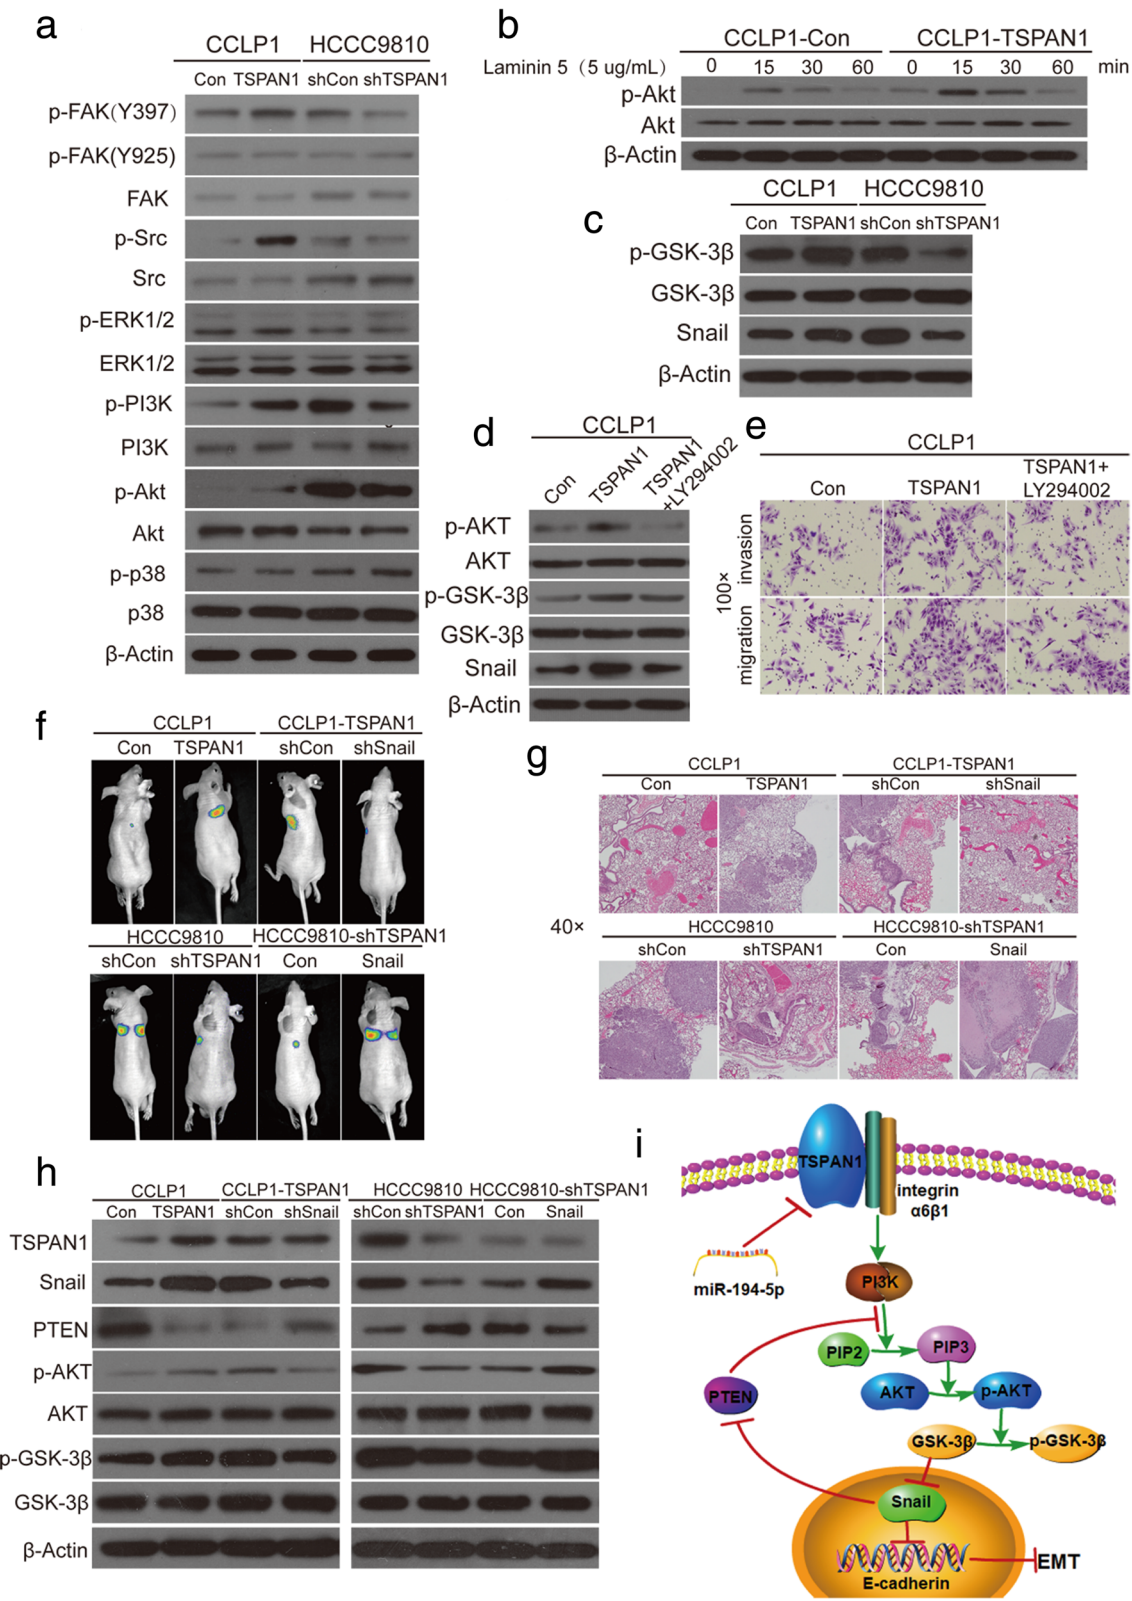 a
CCLP1 HCCC9810
Con TSPAN1 shCon shTSPAN1
p-FAK(Y397)
p-FAK(Y925)
FAK
p-Src
Src
p-ERK1/2
ERK1/2
p-PI3K
PI3K
p-Akt
Akt
p-p38
p38
β-Actin
b
CCLP1-Con CCLP1-TSPAN1
Laminin 5 (5 ug/mL) 0 15 30 60 0 15 30 60 min
p-Akt
Akt
β-Actin
c
CCLP1 HCCC9810
Con TSPAN1 shCon shTSPAN1
p-GSK-3β
GSK-3β
Snail
β-Actin
d
CCLP1
Con TSPAN1 TSPAN1
+LY294002
p-AKT
AKT
p-GSK-3β
GSK-3β
Snail
β-Actin
e
CCLP1
Con TSPAN1 TSPAN1+
LY294002
100×
invasion
migration
f
CCLP1 CCLP1-TSPAN1
Con TSPAN1 shCon shSnail
HCCC9810 HCCC9810-shTSPAN1
shCon shTSPAN1 Con Snail
g
CCLP1 CCLP1-TSPAN1
Con TSPAN1 shCon shSnail
40×
HCCC9810 HCCC9810-shTSPAN1
shCon shTSPAN1 Con Snail
h
CCLP1 CCLP1-TSPAN1 HCCC9810 HCCC9810-shTSPAN1
Con TSPAN1 shCon shSnail shCon shTSPAN1 Con Snail
TSPAN1
Snail
PTEN
p-AKT
AKT
p-GSK-3β
GSK-3β
β-Actin
i
TSPAN1
integrin
α6β1
miR-194-5p
PI3K
PIP2 PIP3
PTEN AKT p-AKT
GSK-3β p-GSK-3β
Snail
EMT
E-cadherin